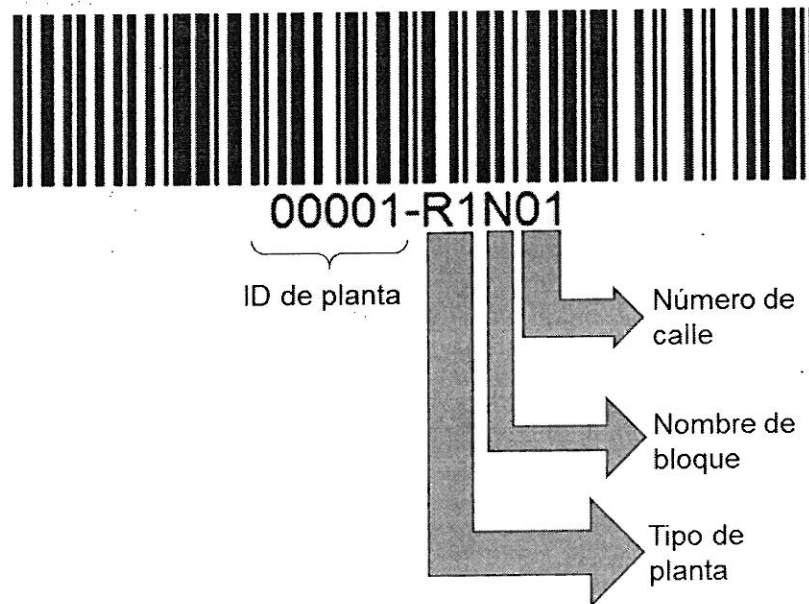 00001-R1N01
ID de planta
Número de
calle
Nombre de
bloque
Tipo de
planta